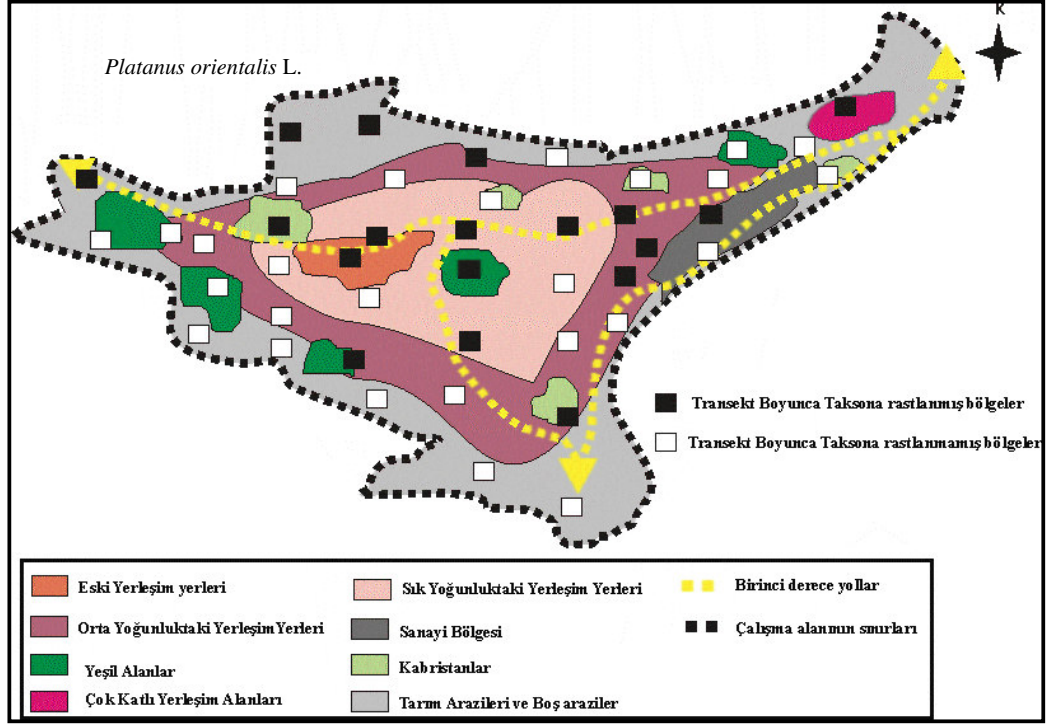 K
Platanus orientalis L.
Transekt Boyunca Taksona rastlanmış bölgeler
Transekt Boyunca Taksona rastlanmamış bölgeler
Eski Yerleşim yerleri
Sık Yoğunluktaki Yerleşim Yerleri
Birinci derece yollar
Orta Yoğunluktaki Yerleşim Yerleri
Sanayi Bölgesi
Çalışma alanının sınırları
Yeşil Alanlar
Kabristanlar
Çok Katlı Yerleşim Alanları
Tarım Arazileri ve Boş araziler